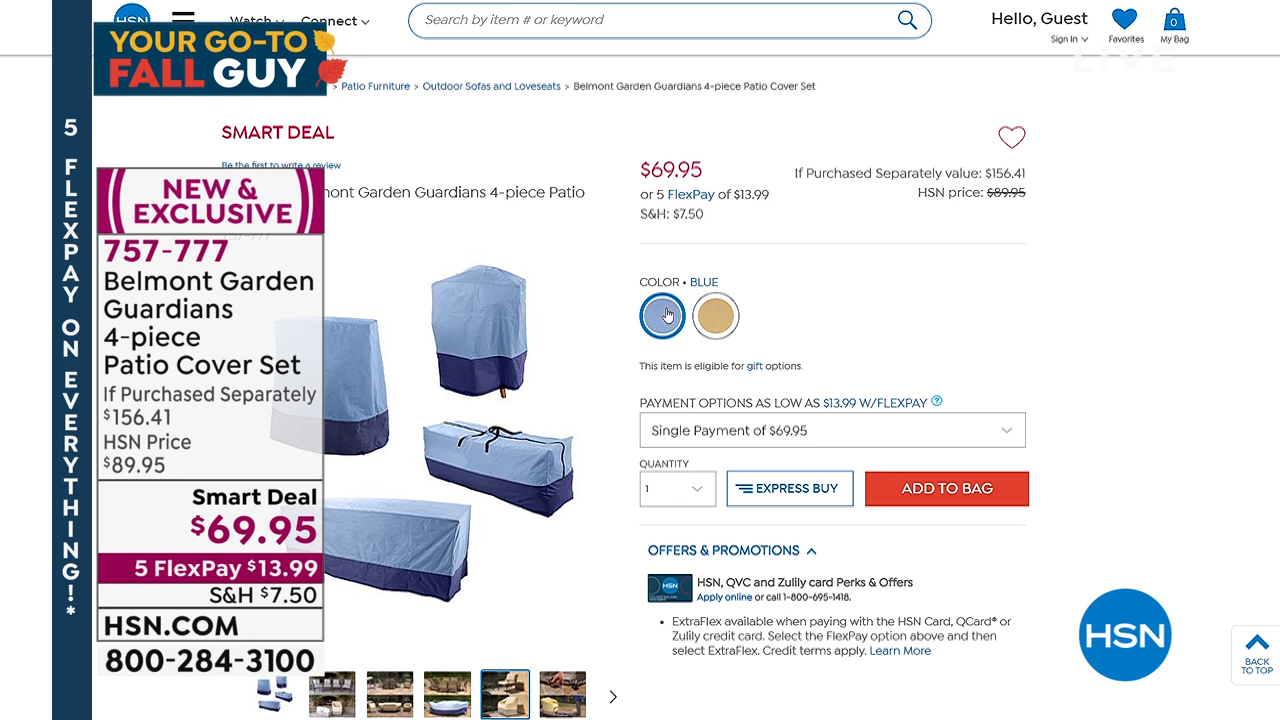 HSN
Watch
Connect
Search by item # or keyword
Hello, Guest
Sign In
Favorites
0
My Bag
LIVE
YOUR GO-TO
FALL GUY
5 FLEXPAY ON EVERYTHING!*
> Patio Furniture > Outdoor Sofas and Loveseats > Belmont Garden Guardians 4-piece Patio Cover Set
SMART DEAL
Be the first to write a review
mont Garden Guardians 4-piece Patio
757-777
NEW &
EXCLUSIVE
757-777
Belmont Garden
Guardians
4-piece
Patio Cover Set
If Purchased Separately
$156.41
HSN Price
$89.95
Smart Deal
$69.95
5 FlexPay $13.99
S&H $7.50
HSN.COM
800-284-3100
$69.95
or 5 FlexPay of $13.99
S&H: $7.50
If Purchased Separately value: $156.41
HSN price: $89.95
COLOR • BLUE
This item is eligible for gift options.
PAYMENT OPTIONS AS LOW AS $13.99 W/FLEXPAY ?
Single Payment of $69.95
QUANTITY
1
EXPRESS BUY
ADD TO BAG
OFFERS & PROMOTIONS
HSN
HSN, QVC and Zulily card Perks & Offers
Apply online or call 1-800-695-1418.
• ExtraFlex available when paying with the HSN Card, QCard® or
Zulily credit card. Select the FlexPay option above and then
select ExtraFlex. Credit terms apply. Learn More
HSN
BACK
TO TOP